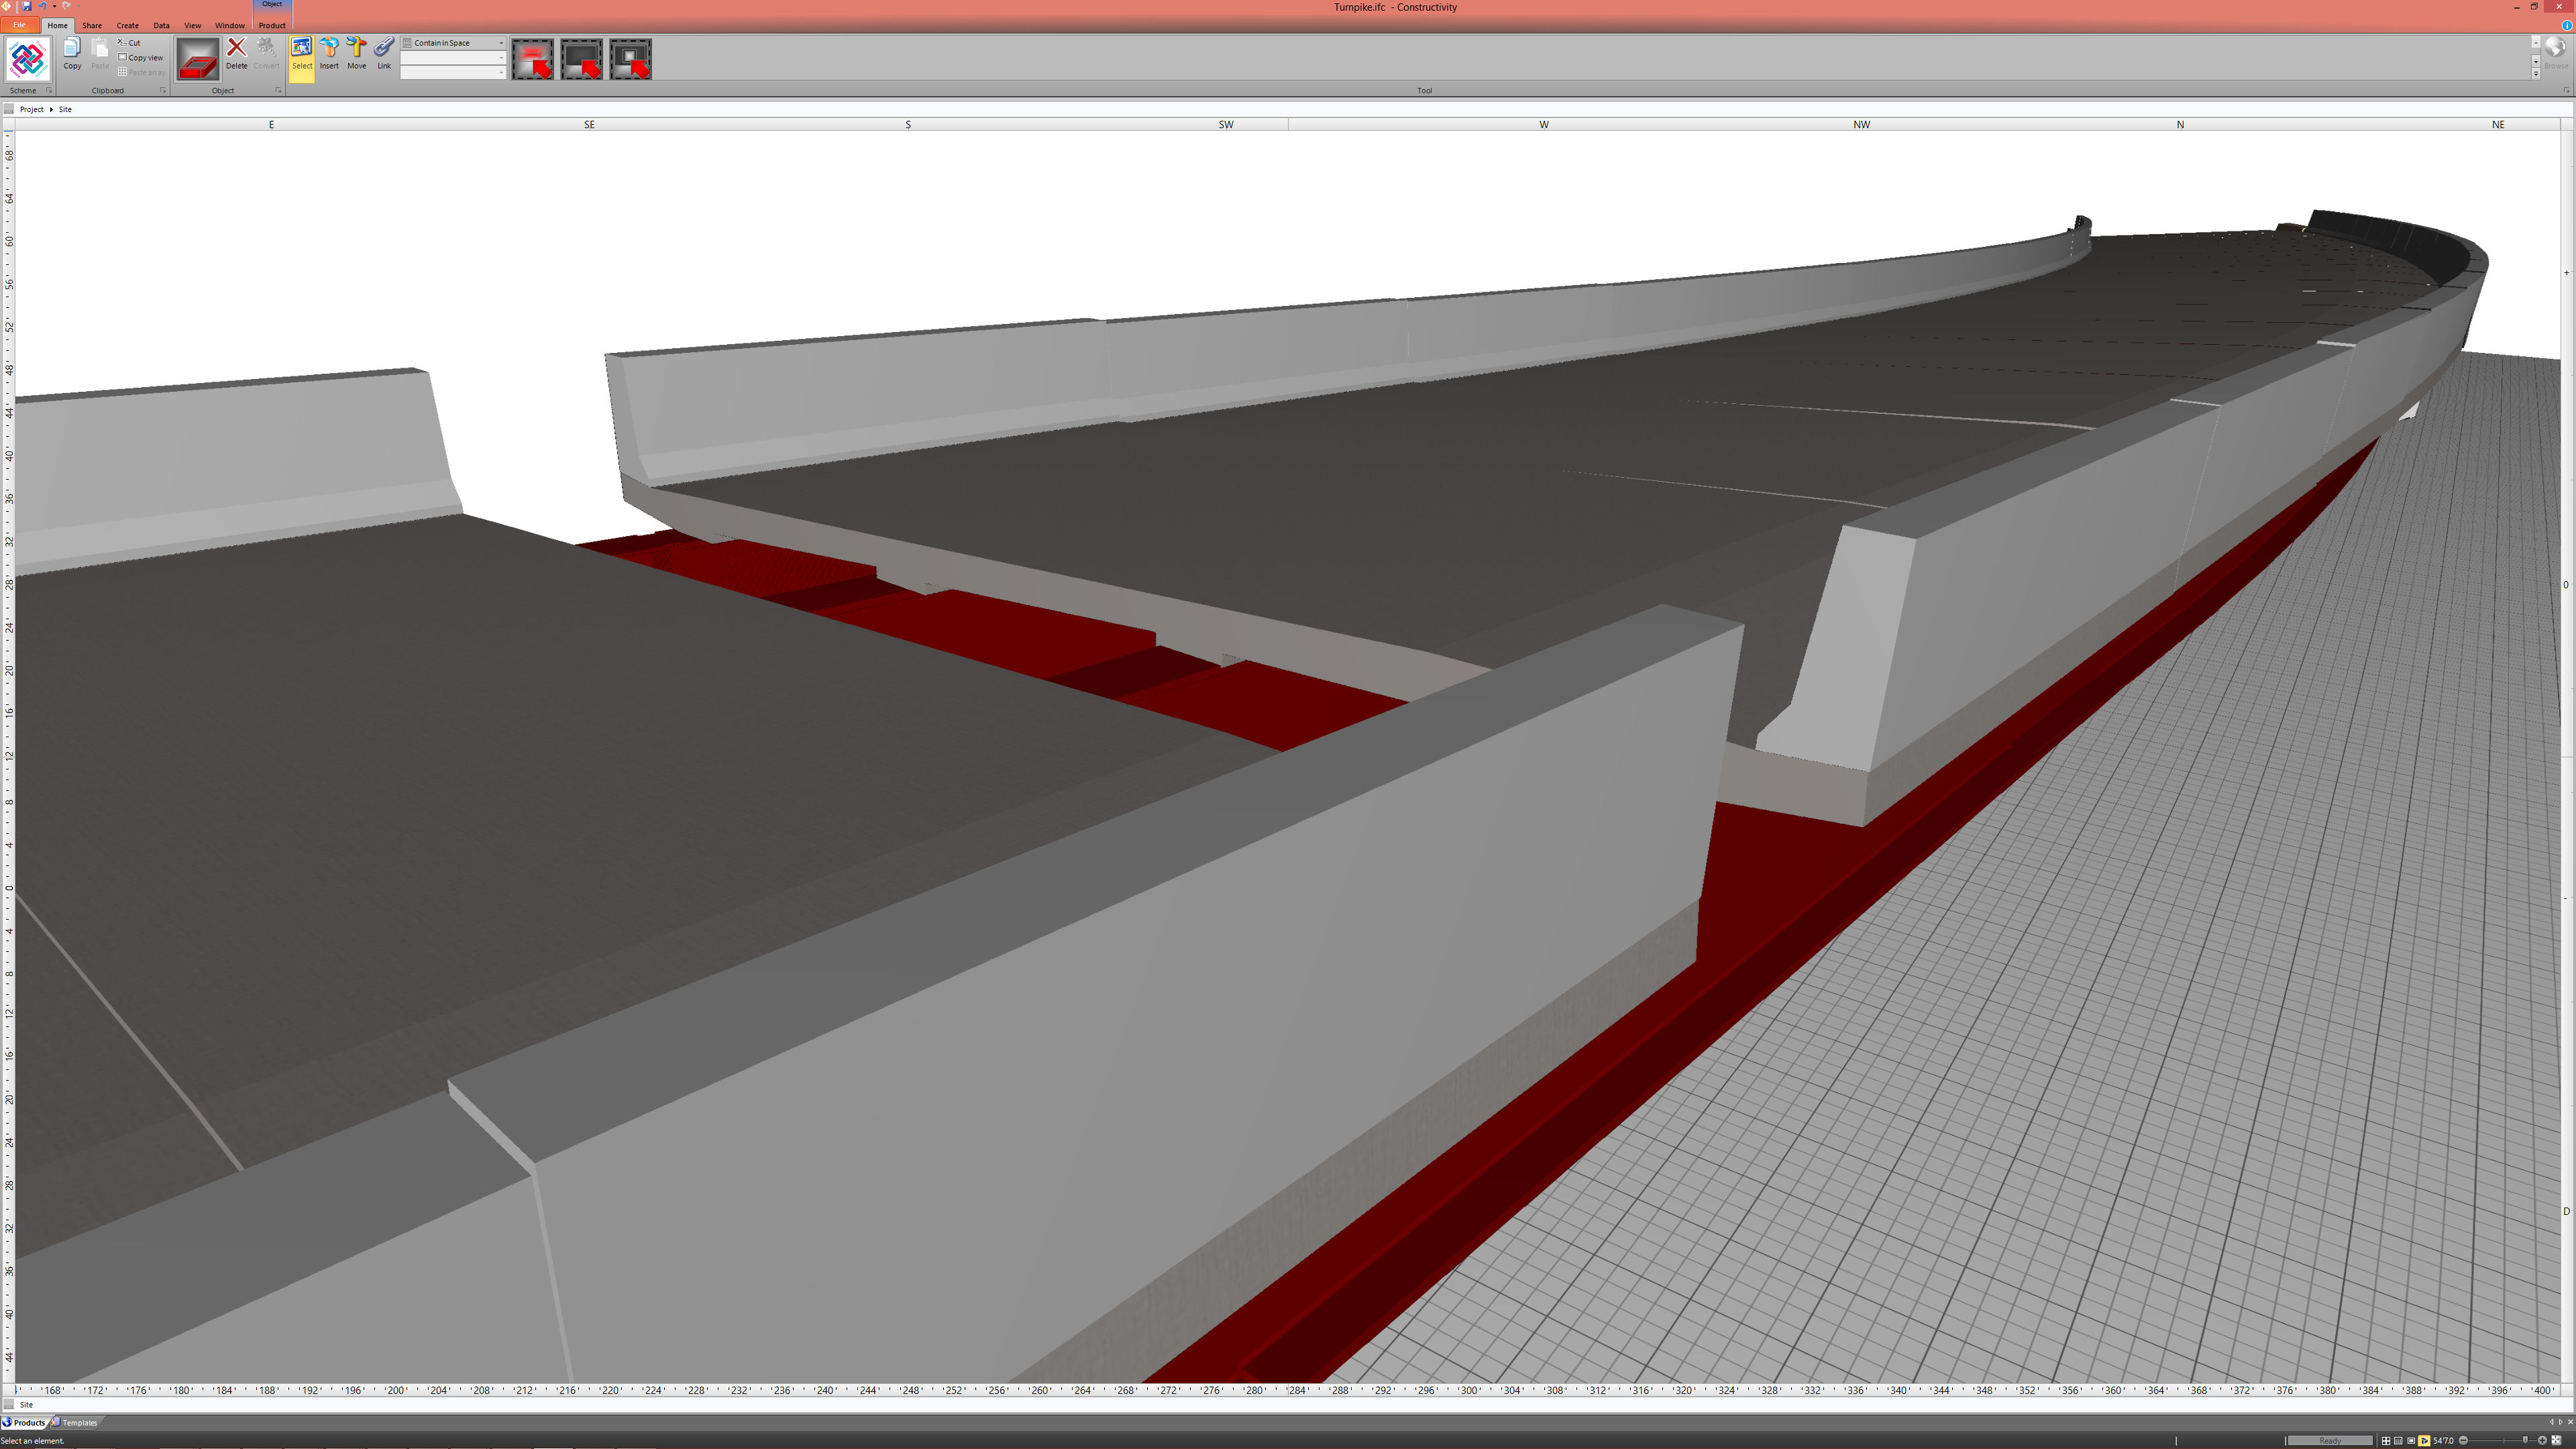 Object
Turnpike.ifc - Constructivity
File Home Share Create Data View Window Product
Copy Paste Cut Copy view Paste array Delete Convert Select Insert Move Link Contain in Space Browse
Scheme Clipboard Object Tool
Project Site
E SE S SW W NW N NE
68
64
60
56
52
48
44
40
36
32
28
24
20
16
12
8
4
0
4
8
12
16
20
24
28
32
36
40
44
+
0
-
D
168 172 176 180 184 188 192 196 200 204 208 212 216 220 224 228 232 236 240 244 248 252 256 260 264 268 272 276 280 284 288 292 296 300 304 308 312 316 320 324 328 332 336 340 344 348 352 356 360 364 368 372 376 380 384 388 392 396 400
Site
Products Templates
Select an element. Ready